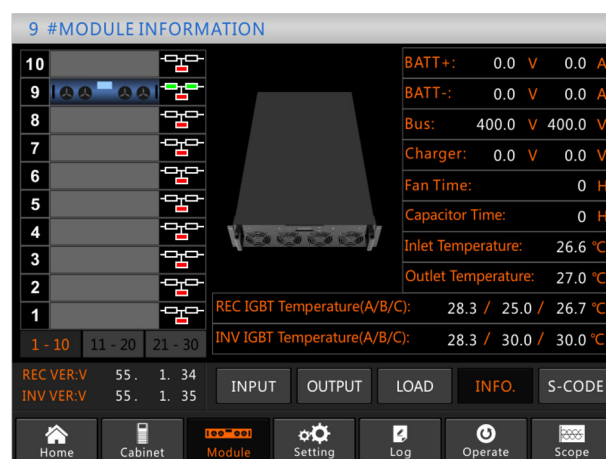 9 #MODULE INFORMATION
10
9
8
7
6
5
4
3
2
1
1 - 10 11 - 20 21 - 30
BATT+: 0.0 V 0.0 A
BATT-: 0.0 V 0.0 A
Bus: 400.0 V 400.0 V
Charger: 0.0 V 0.0 V
Fan Time: 0 H
Capacitor Time: 0 H
Inlet Temperature: 26.6 ℃
Outlet Temperature: 27.0 ℃
REC IGBT Temperature(A/B/C): 28.3 / 25.0 / 26.7 ℃
INV IGBT Temperature(A/B/C): 28.3 / 30.0 / 30.0 ℃
REC VER:V 55. 1. 34
INV VER:V 55. 1. 35
INPUT OUTPUT LOAD INFO. S-CODE
Home Cabinet Module Setting Log Operate Scope